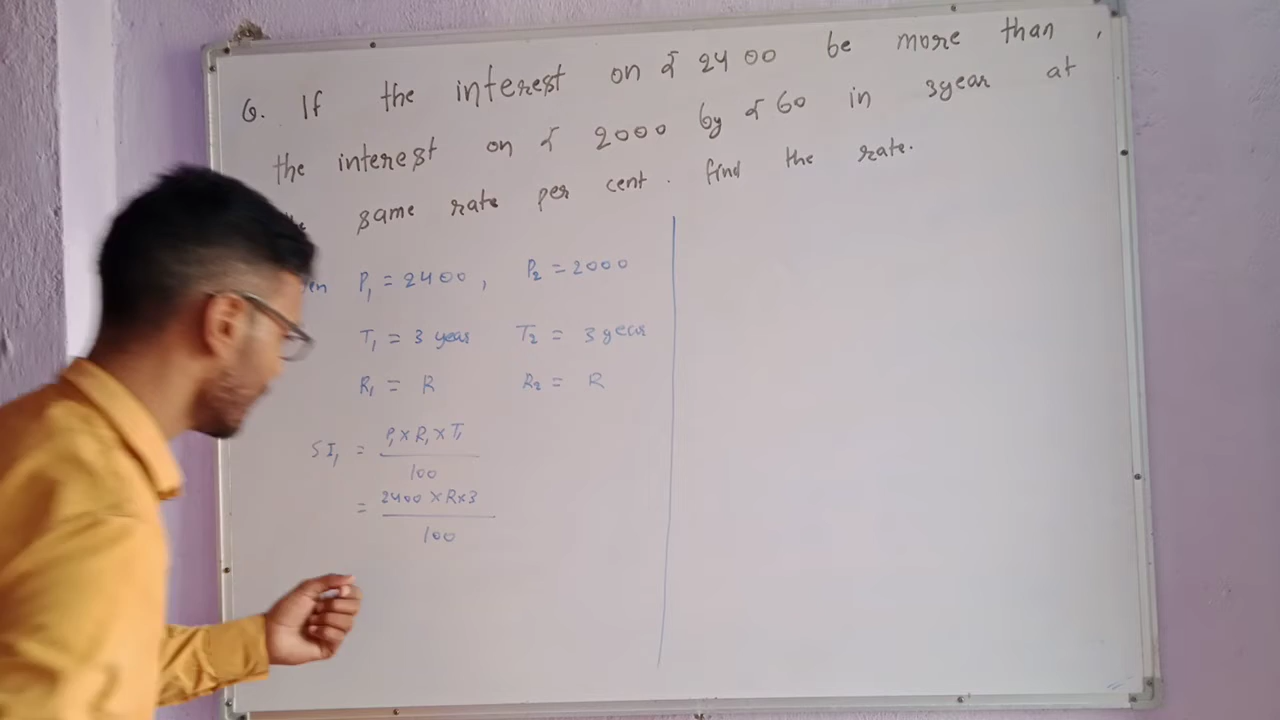 Q. If the interest on ₹ 2400 be more than
the interest on ₹ 2000 by ₹ 60 in 3year at
same rate per cent. find the rate.
P₁ = 2400, P₂ = 2000
T₁ = 3 year T₂ = 3 year
R₁ = R R₂ = R
SI₁ = P₁ × R₁ × T₁
100
= 2400 × R × 3
100